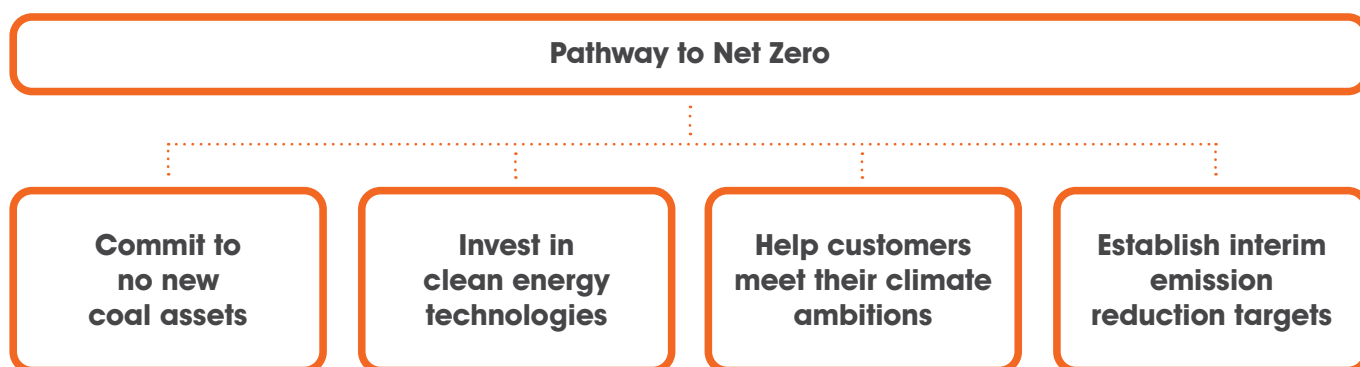 Pathway to Net Zero
Commit to
no new
coal assets
Invest in
clean energy
technologies
Help customers
meet their climate
ambitions
Establish interim
emission
reduction targets